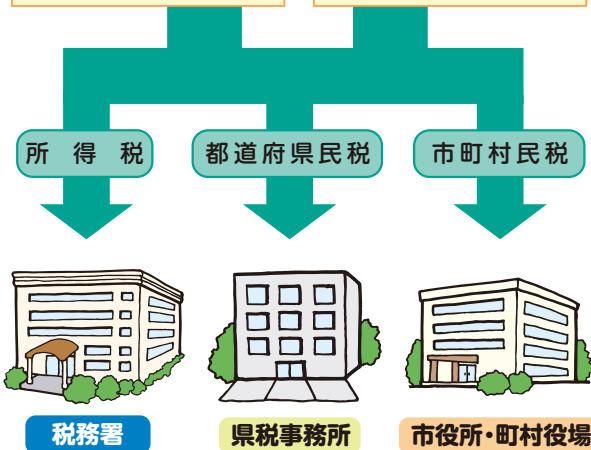 所得税
都道府県民税
市町村民税
税務署
県税事務所
市役所・町村役場